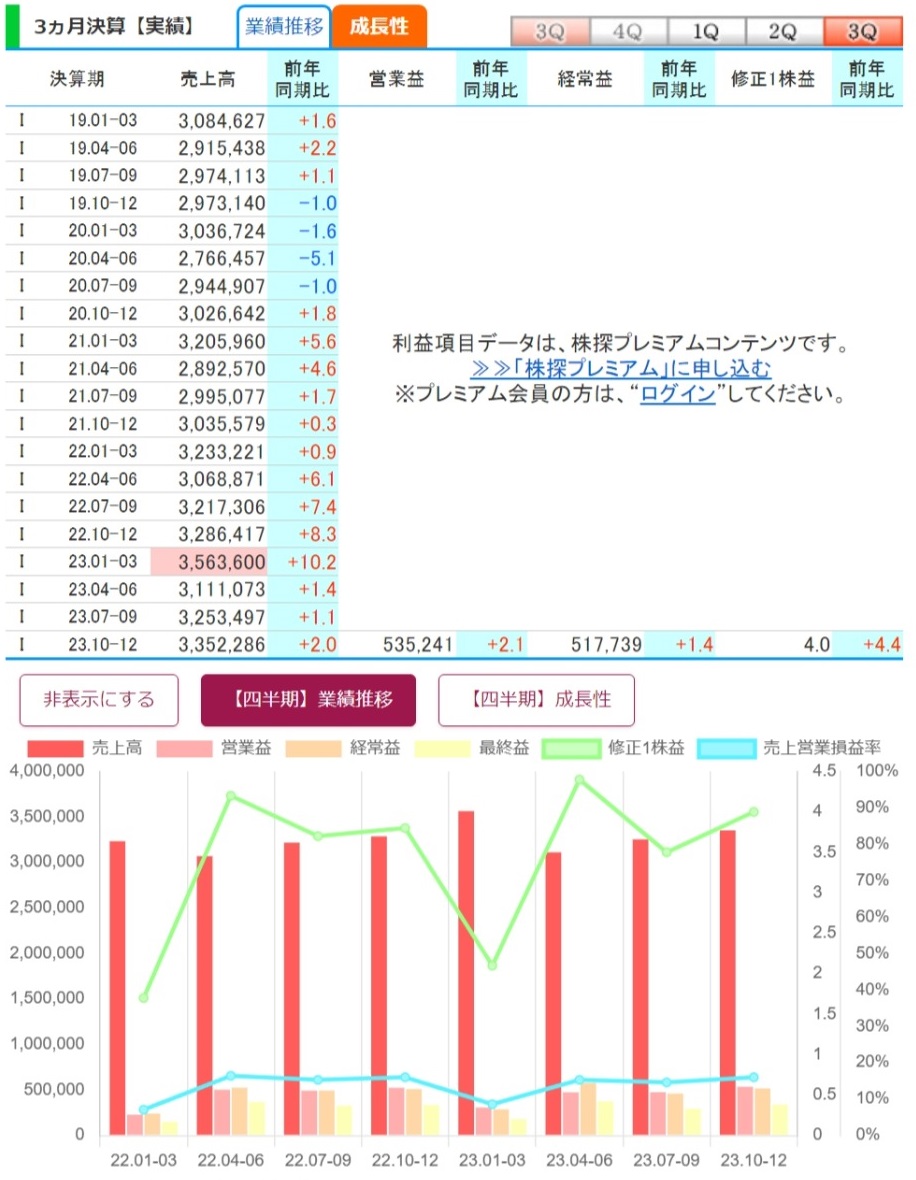 3ヵ月決算【実績】 業績推移 成長性 3Q 4Q 1Q 2Q 3Q
決算期 売上高 前年同期比 営業益 前年同期比 経常益 前年同期比 修正1株益 前年同期比
I 19.01-03 3,084,627 +1.6
I 19.04-06 2,915,438 +2.2
I 19.07-09 2,974,113 +1.1
I 19.10-12 2,973,140 -1.0
I 20.01-03 3,036,724 -1.6
I 20.04-06 2,766,457 -5.1
I 20.07-09 2,944,907 -1.0
I 20.10-12 3,026,642 +1.8
I 21.01-03 3,205,960 +5.6
I 21.04-06 2,892,570 +4.6
I 21.07-09 2,995,077 +1.7
I 21.10-12 3,035,579 +0.3
I 22.01-03 3,233,221 +0.9
I 22.04-06 3,068,871 +6.1
I 22.07-09 3,217,306 +7.4
I 22.10-12 3,286,417 +8.3
I 23.01-03 3,563,600 +10.2
I 23.04-06 3,111,073 +1.4
I 23.07-09 3,253,497 +1.1
I 23.10-12 3,352,286 +2.0 535,241 +2.1 517,739 +1.4 4.0 +4.4
利益項目データは、株探プレミアムコンテンツです。
≫≫「株探プレミアム」に申し込む
※プレミアム会員の方は、“ログイン”してください。
非表示にする 【四半期】業績推移 【四半期】成長性
売上高 営業益 経常益 最終益 修正1株益 売上営業損益率
4,000,000 4.5 100%
3,500,000 4 90%
3,000,000 3.5 80%
2,500,000 3 70%
2,000,000 2.5 60%
1,500,000 2 50%
1,000,000 1.5 40%
500,000 1 30%
0 0.5 20%
0 10%
0%
22.01-03 22.04-06 22.07-09 22.10-12 23.01-03 23.04-06 23.07-09 23.10-12